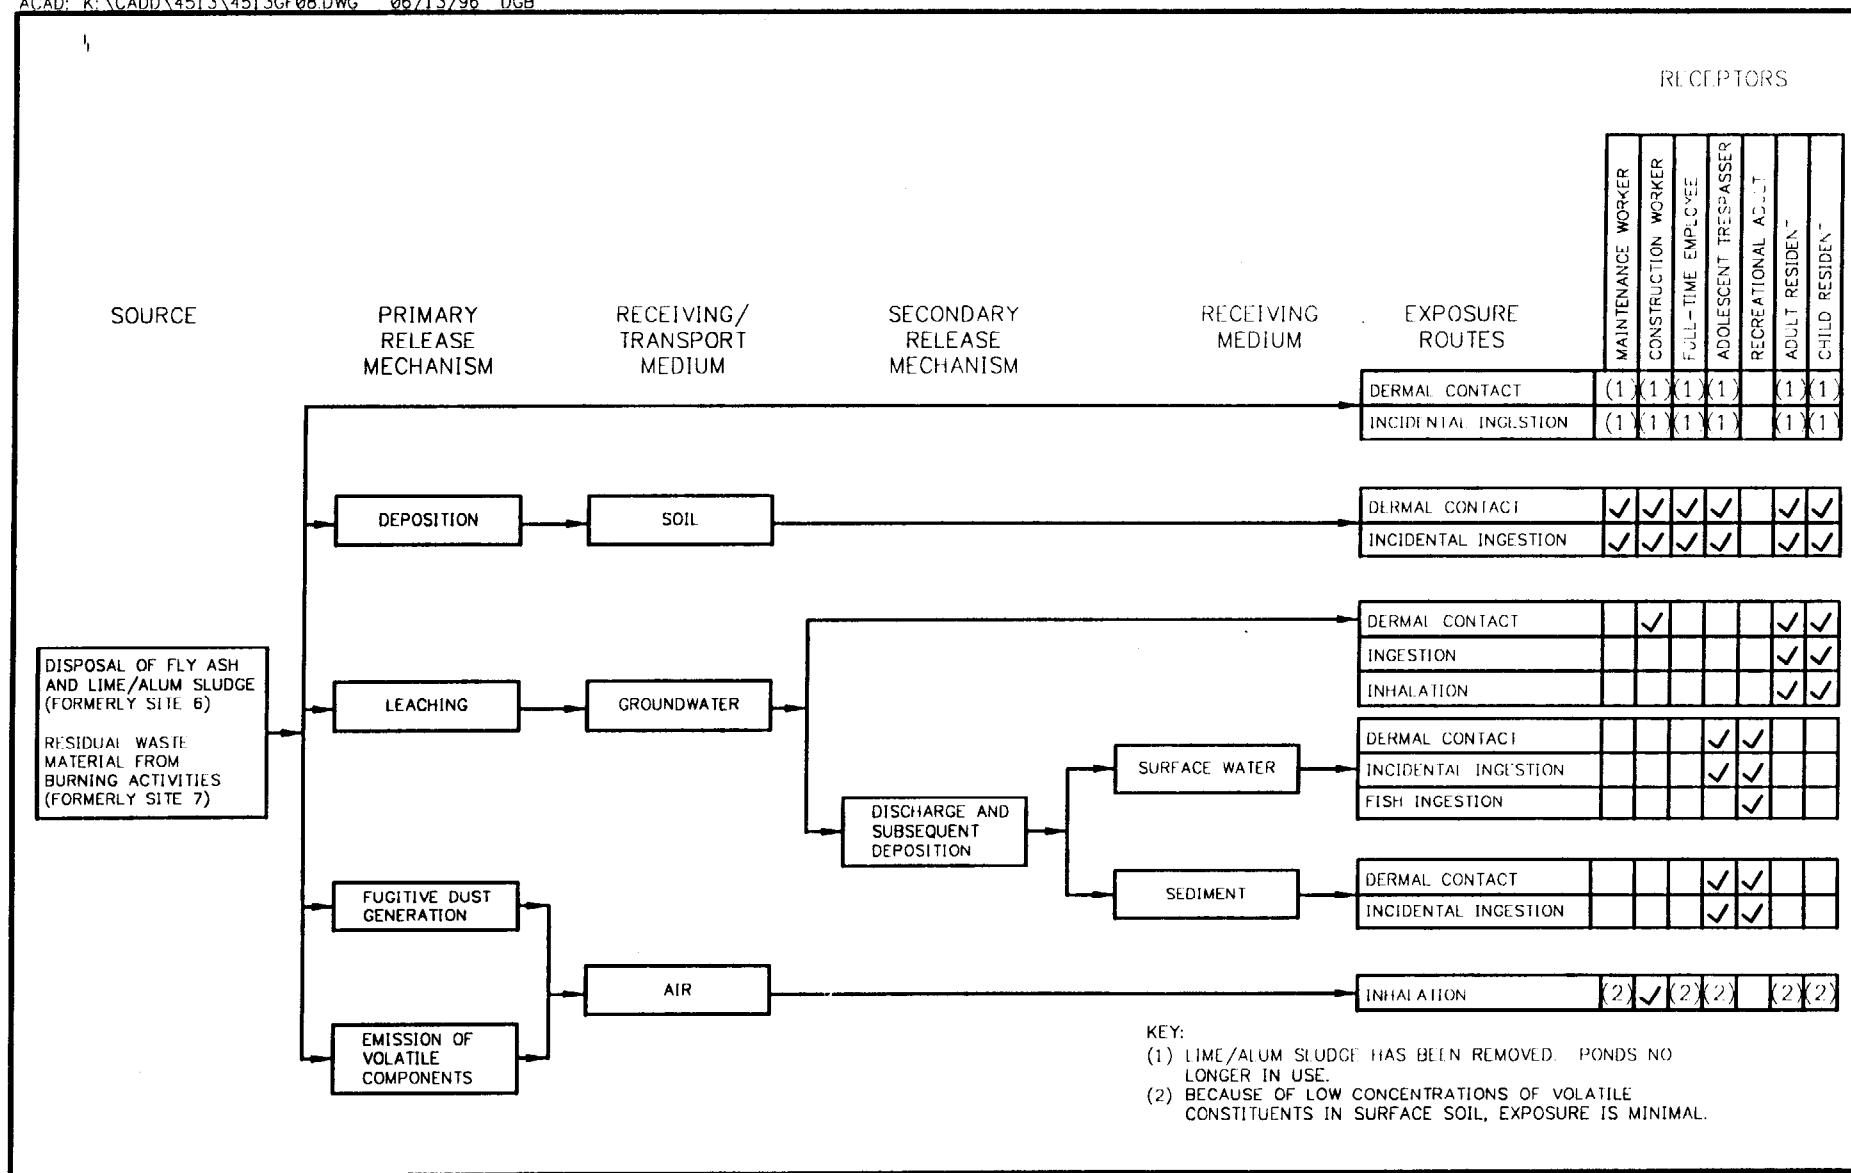 ACAD: K:\CADD\4513\4513GF08.DWG 06/13/96 DGB
RECEPTORS
MAINTENANCE WORKER
CONSTRUCTION WORKER
FULL-TIME EMPLOYEE
ADOLESCENT TRESPASSER
RECREATIONAL ADULT
ADULT RESIDENT
CHILD RESIDENT
SOURCE
PRIMARY
RELEASE
MECHANISM
RECEIVING/
TRANSPORT
MEDIUM
SECONDARY
RELEASE
MECHANISM
RECEIVING
MEDIUM
EXPOSURE
ROUTES
DERMAL CONTACT (1) (1) (1) (1) (1) (1)
INCIDENTAL INGESTION (1) (1) (1) (1) (1) (1)
DEPOSITION
SOIL
DERMAL CONTACT ✓ ✓ ✓ ✓ ✓ ✓
INCIDENTAL INGESTION ✓ ✓ ✓ ✓ ✓ ✓
DISPOSAL OF FLY ASH
AND LIME/ALUM SLUDGE
(FORMERLY SITE 6)
RESIDUAL WASTE
MATERIAL FROM
BURNING ACTIVITIES
(FORMERLY SITE 7)
LEACHING
GROUNDWATER
DERMAL CONTACT ✓ ✓ ✓
INGESTION ✓ ✓
INHALATION ✓ ✓
DISCHARGE AND
SUBSEQUENT
DEPOSITION
SURFACE WATER
DERMAL CONTACT ✓ ✓
INCIDENTAL INGESTION ✓ ✓
FISH INGESTION ✓
SEDIMENT
DERMAL CONTACT ✓ ✓
INCIDENTAL INGESTION ✓ ✓
FUGITIVE DUST
GENERATION
EMISSION OF
VOLATILE
COMPONENTS
AIR
INHALATION (2) ✓ (2) (2) (2) (2)
KEY:
(1) LIME/ALUM SLUDGE HAS BEEN REMOVED. PONDS NO
LONGER IN USE.
(2) BECAUSE OF LOW CONCENTRATIONS OF VOLATILE
CONSTITUENTS IN SURFACE SOIL, EXPOSURE IS MINIMAL.